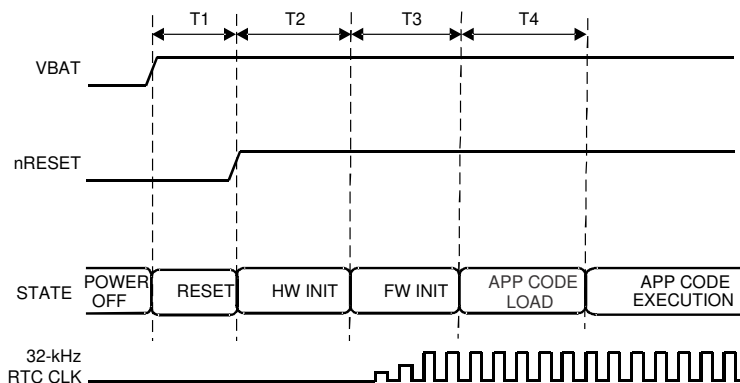 T1 T2 T3 T4
VBAT
nRESET
STATE
POWER
OFF
RESET
HW INIT
FW INIT
APP CODE
LOAD
APP CODE
EXECUTION
32-kHz
RTC CLK